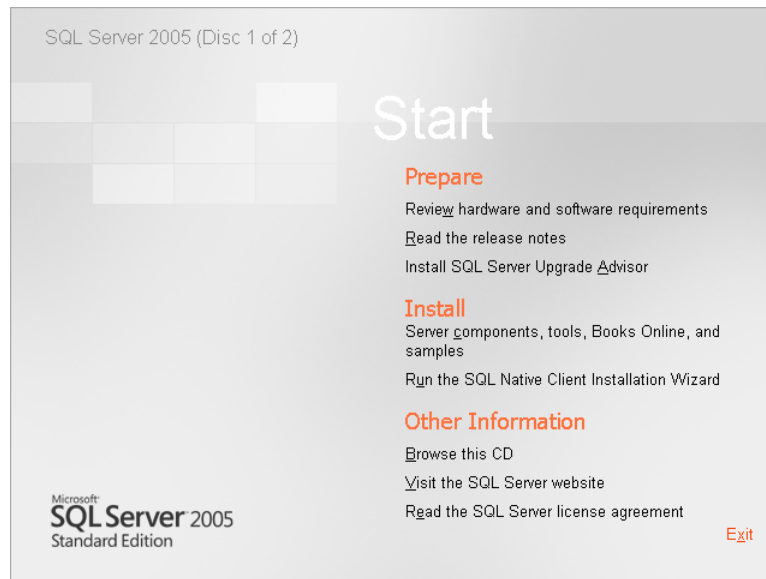 SQL Server 2005 (Disc 1 of 2)
Start
Prepare
Review hardware and software requirements
Read the release notes
Install SQL Server Upgrade Advisor
Install
Server components, tools, Books Online, and
samples
Run the SQL Native Client Installation Wizard
Other Information
Browse this CD
Visit the SQL Server website
Read the SQL Server license agreement
Exit
Microsoft
SQL Server 2005
Standard Edition